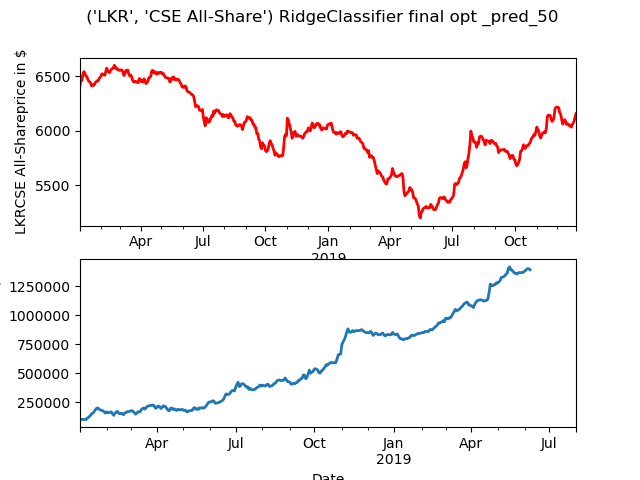 ('LKR', 'CSE All-Share') RidgeClassifier final opt _pred_50
LKRCSE All-Shareprice in $
6500
6000
5500
Apr Jul Oct Jan Apr Jul Oct
2019
1250000
1000000
750000
500000
250000
Apr Jul Oct Jan Apr Jul
2019
Date